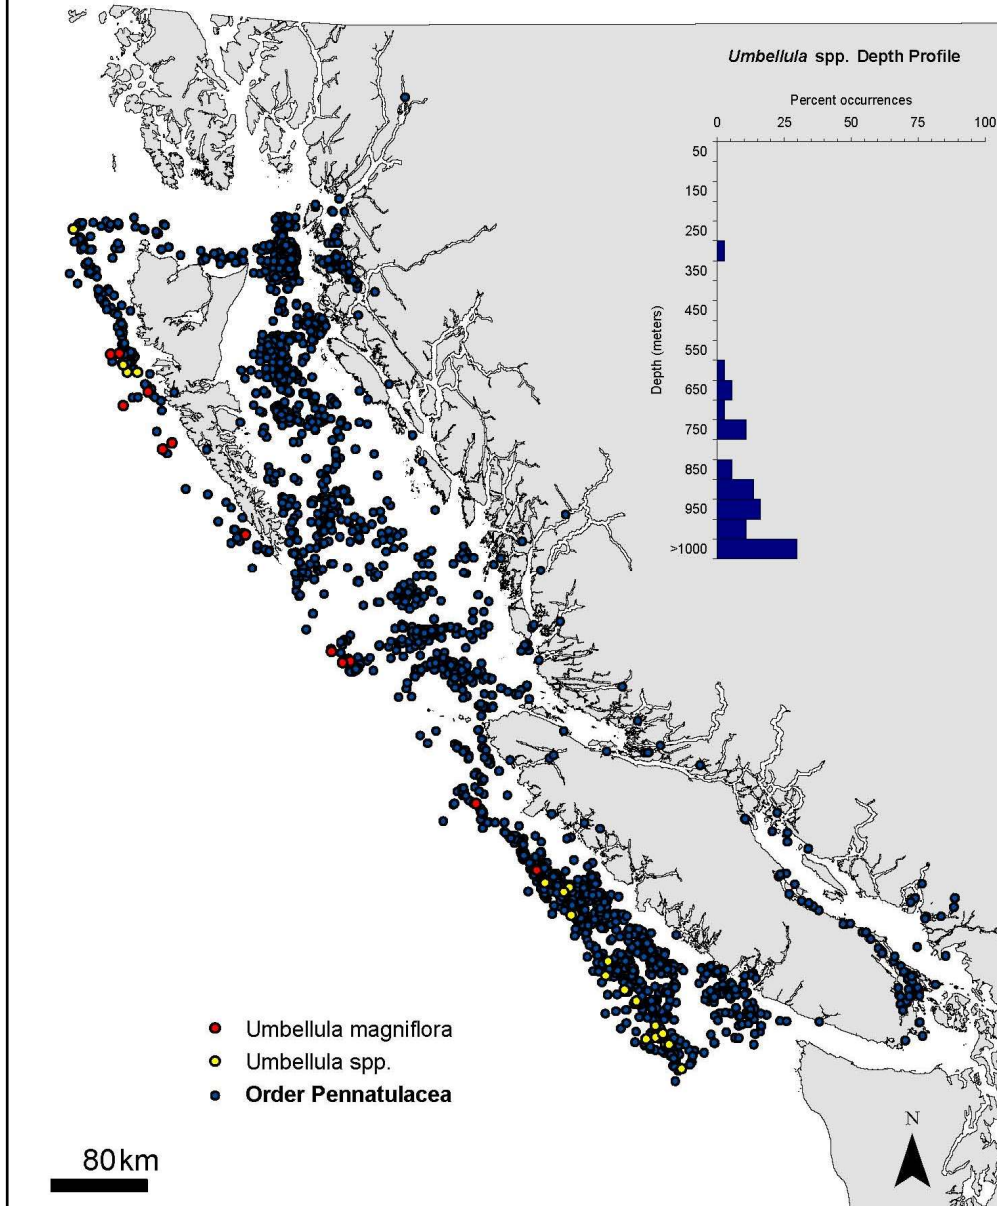 Umbellula spp. Depth Profile
Percent occurrences
0 25 50 75 100
50
150
250
350
450
550
650
750
850
950
>1000
Depth (meters)
Umbellula magniflora
Umbellula spp.
Order Pennatulacea
80km
N